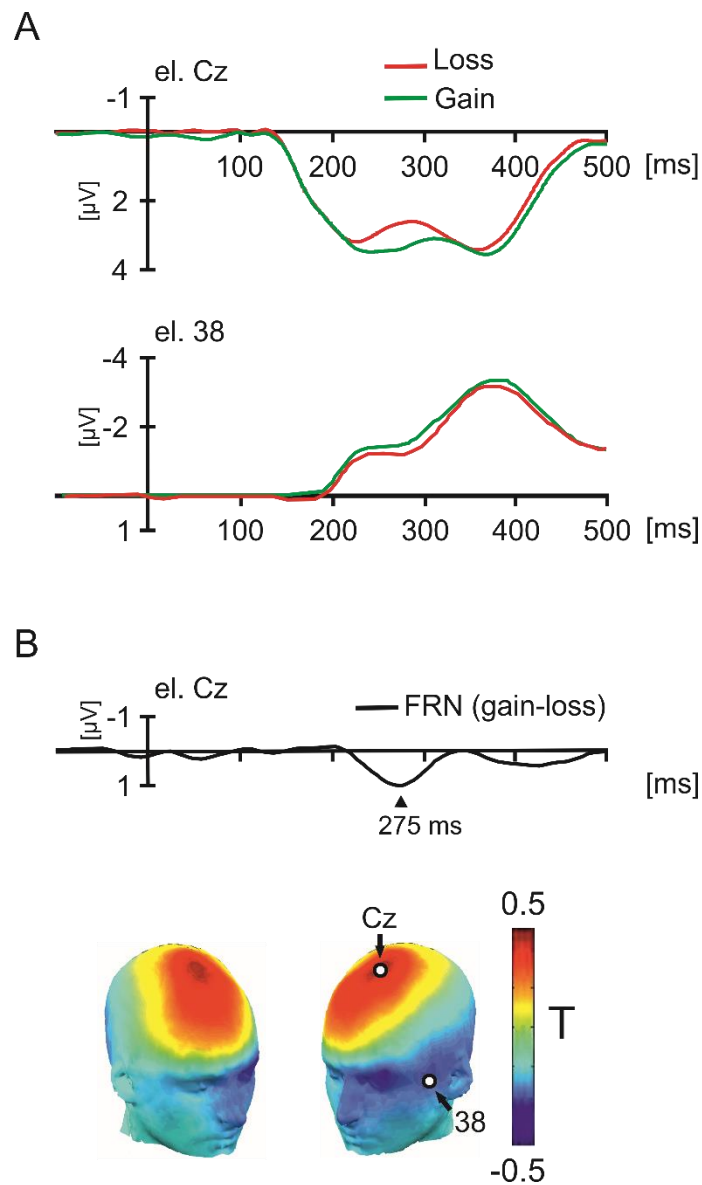 A
el. Cz
Loss
Gain
-1
2
4
[µV]
100 200 300 400 500 [ms]
el. 38
-4
-2
1
[µV]
100 200 300 400 500 [ms]
B
el. Cz
FRN (gain-loss)
[µV]
-1
1
[ms]
275 ms
Cz
0.5
T
38
-0.5